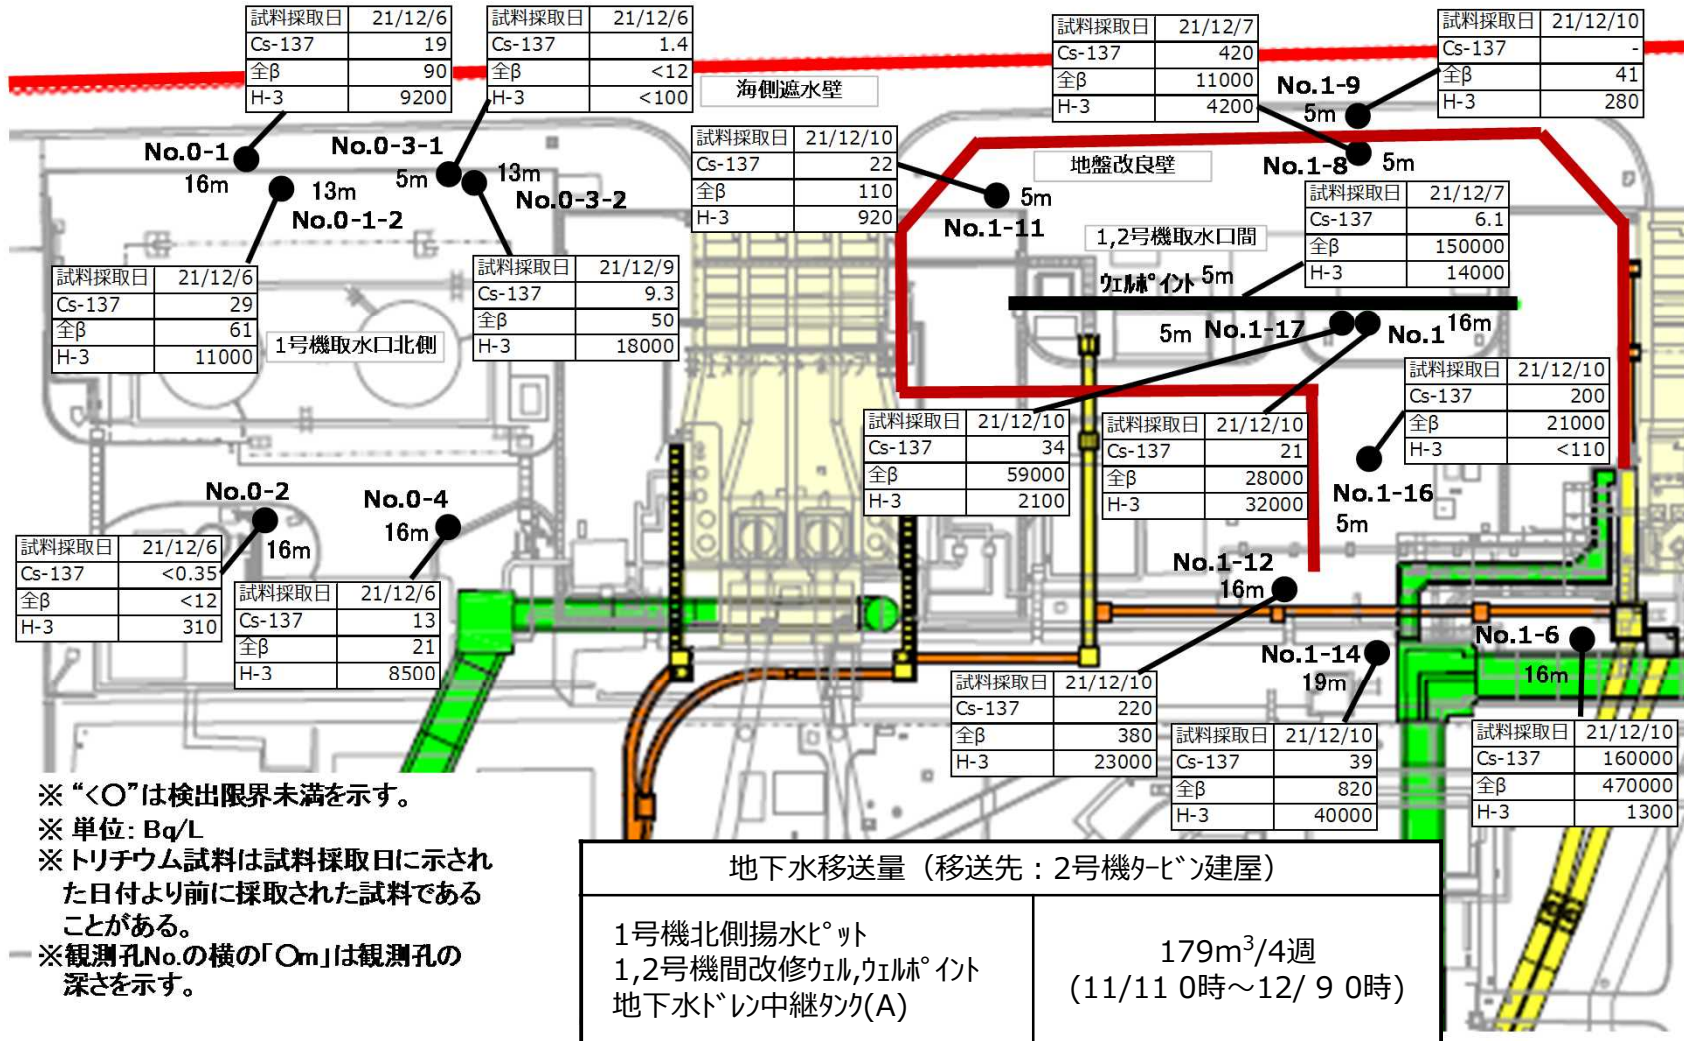 試料採取日 21/12/6
Cs-137 19
全β 90
H-3 9200
試料採取日 21/12/6
Cs-137 1.4
全β <12
H-3 <100
海側遮水壁
試料採取日 21/12/7
Cs-137 420
全β 11000
H-3 4200
試料採取日 21/12/10
Cs-137 -
全β 41
H-3 280
No.0-1
16m
No.0-3-1
5m
13m
No.0-1-2
13m
No.0-3-2
試料採取日 21/12/10
Cs-137 22
全β 110
H-3 920
5m
No.1-11
地盤改良壁
No.1-9
5m
No.1-8
5m
試料採取日 21/12/7
Cs-137 6.1
全β 150000
H-3 14000
1,2号機取水口間
ウェルポイント 5m
試料採取日 21/12/6
Cs-137 29
全β 61
H-3 11000
1号機取水口北側
試料採取日 21/12/9
Cs-137 9.3
全β 50
H-3 18000
5m No.1-17
No.1 16m
試料採取日 21/12/10
Cs-137 200
全β 21000
H-3 <110
試料採取日 21/12/10
Cs-137 34
全β 59000
H-3 2100
試料採取日 21/12/10
Cs-137 21
全β 28000
H-3 32000
No.1-16
5m
No.0-2
16m
No.0-4
16m
試料採取日 21/12/6
Cs-137 <0.35
全β <12
H-3 310
試料採取日 21/12/6
Cs-137 13
全β 21
H-3 8500
No.1-12
16m
No.1-14
19m
No.1-6
16m
試料採取日 21/12/10
Cs-137 220
全β 380
H-3 23000
試料採取日 21/12/10
Cs-137 39
全β 820
H-3 40000
試料採取日 21/12/10
Cs-137 160000
全β 470000
H-3 1300
※ “<○”は検出限界未満を示す。
※ 単位: Bq/L
※ トリチウム試料は試料採取日に示され
た日付より前に採取された試料である
ことがある。
※観測孔No.の横の「○m」は観測孔の
深さを示す。
地下水移送量（移送先：2号機ﾀｰﾋﾞﾝ建屋）
1号機北側揚水ﾋﾟｯﾄ
1,2号機間改修ｳｪﾙ,ｳｪﾙﾎﾟｲﾝﾄ
地下水ﾄﾞﾚﾝ中継ﾀﾝｸ(A)
179m³/4週
(11/11 0時～12/ 9 0時)